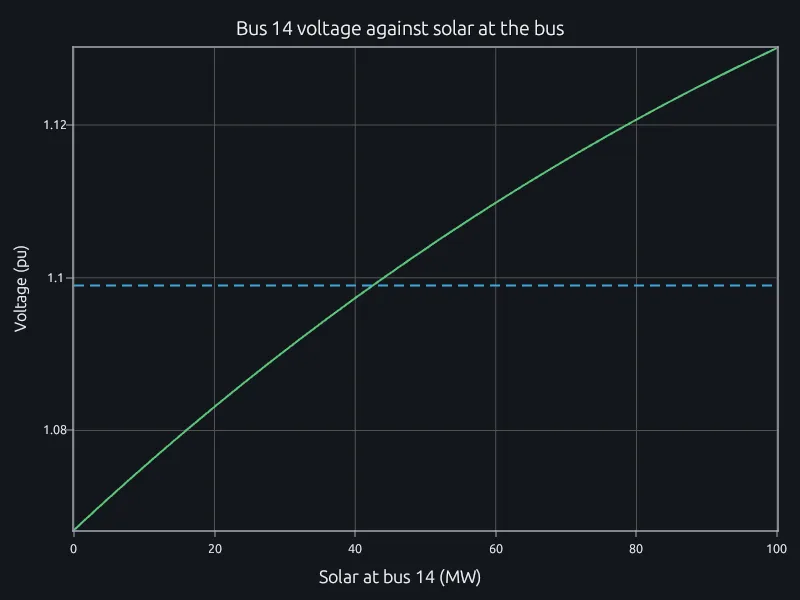 Bus 14 voltage against solar at the bus
1.12
1.1
1.08
Voltage (pu)
0 20 40 60 80 100
Solar at bus 14 (MW)